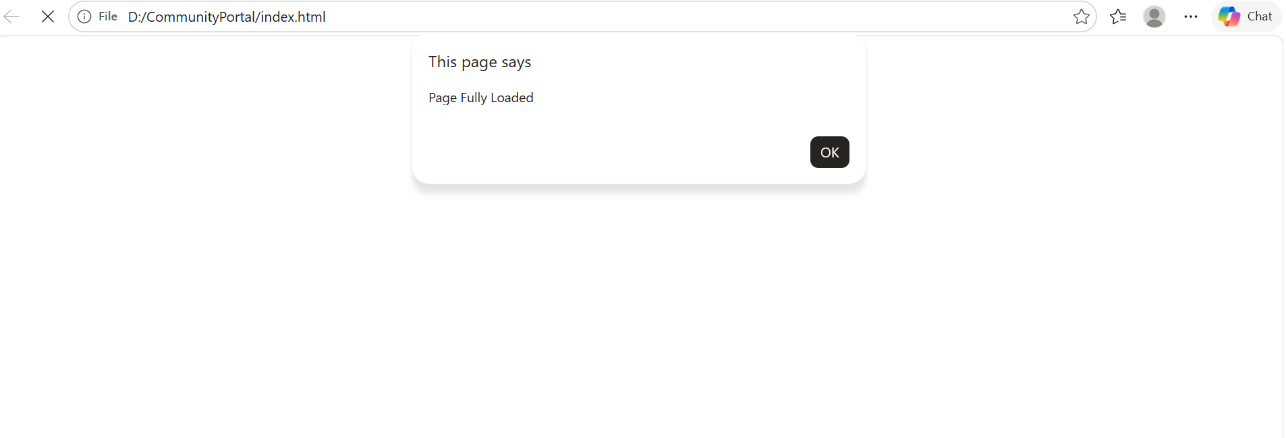 File D:/CommunityPortal/index.html
Chat
This page says
Page Fully Loaded
OK